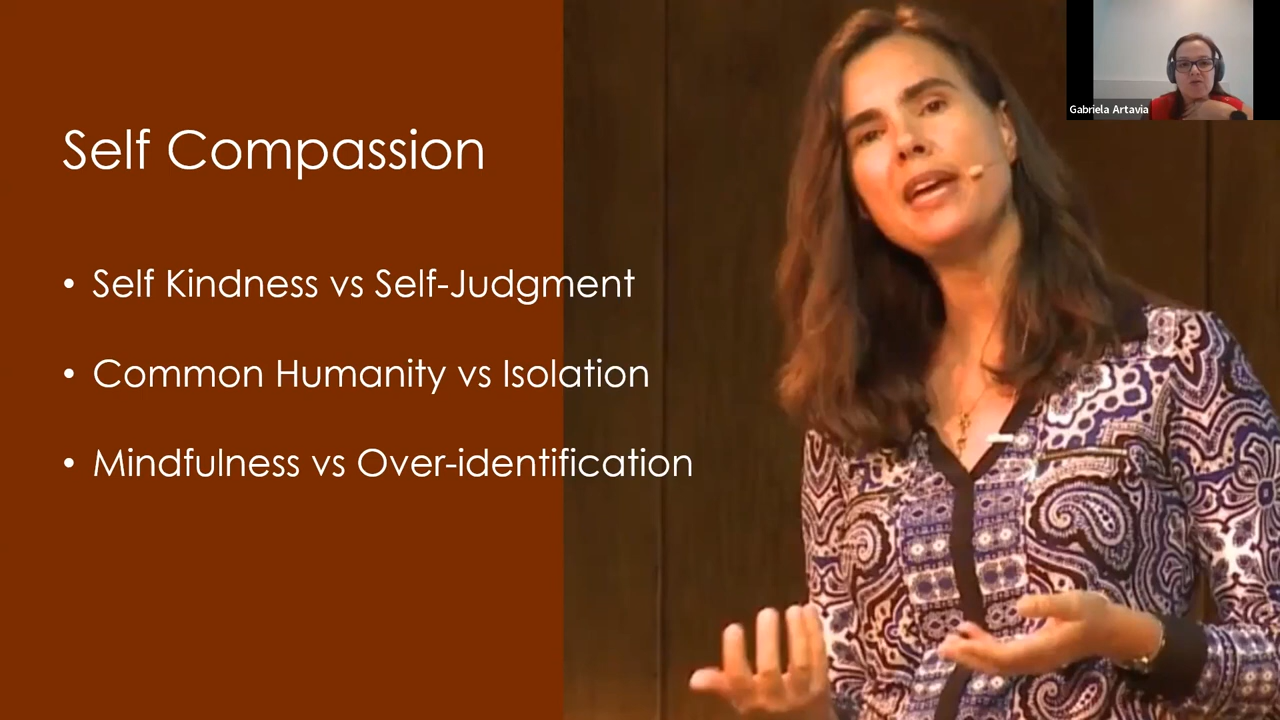 Self Compassion
• Self Kindness vs Self-Judgment
• Common Humanity vs Isolation
• Mindfulness vs Over-identification
Gabriela Artavia